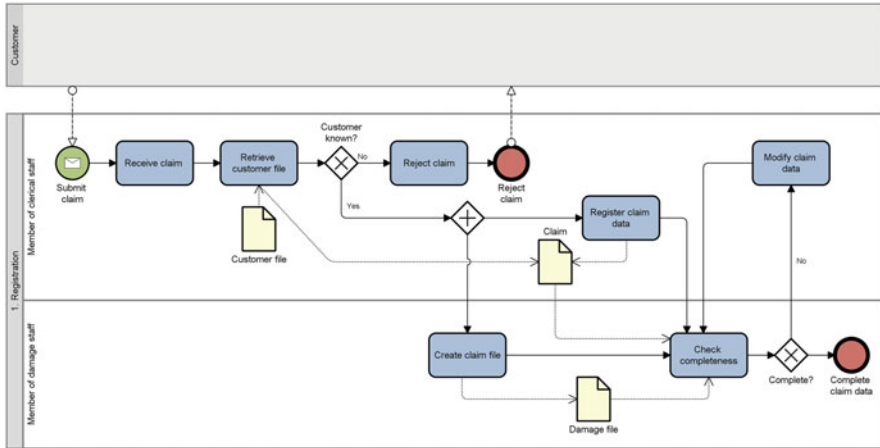 Customer
1. Registration
Member of clerical staff
Submit
claim
Receive claim
Retrieve
customer file
Customer
known?
No
Yes
Reject claim
Reject
claim
Modify claim
data
Customer file
Register claim
data
Claim
No
Member of damage staff
Create claim file
Damage file
Check
completeness
Complete?
Complete
claim data